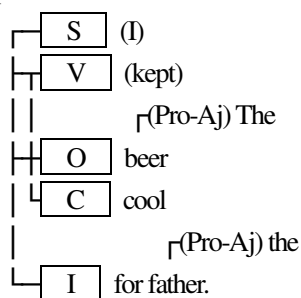 S (I)
V (kept)
(Pro-Aj) The
O beer
C cool
(Pro-Aj) the
I for father.